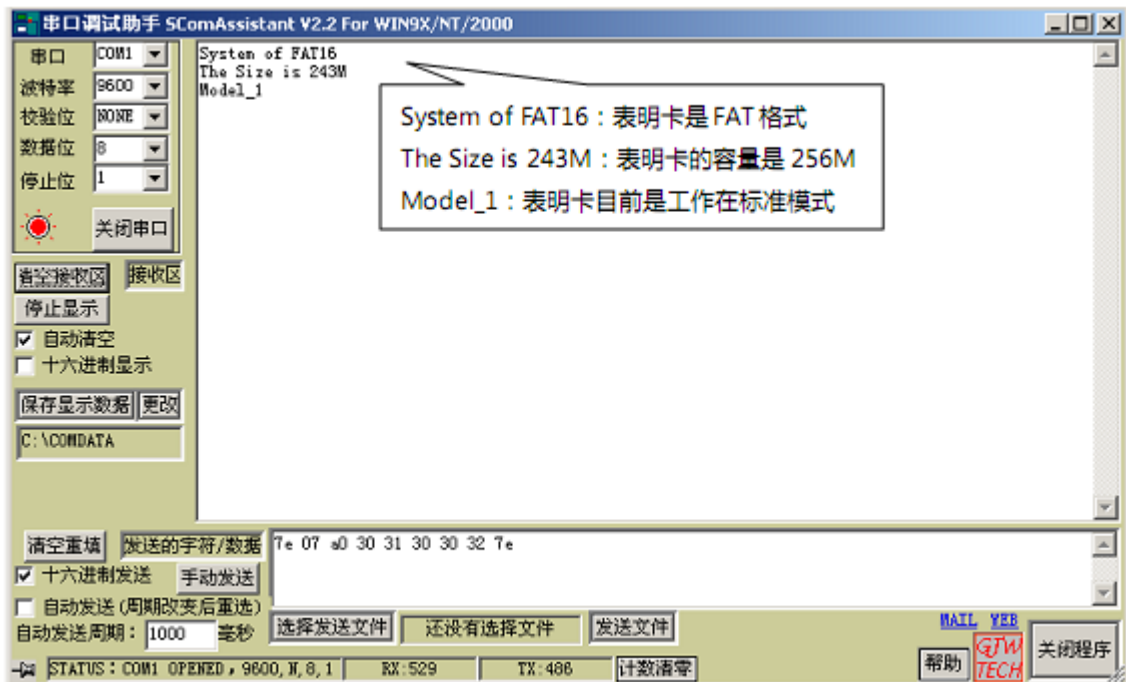 串口调试助手 SComAssistant V2.2 For WIN9X/NT/2000
串口 COM1
波特率 9600
校验位 NONE
数据位 8
停止位 1
关闭串口
清空接收区 接收区
停止显示
自动清空
十六进制显示
保存显示数据 更改
C:\COMDATA
System of FAT16
The Size is 243M
Model_1
System of FAT16：表明卡是FAT格式
The Size is 243M：表明卡的容量是256M
Model_1：表明卡目前是工作在标准模式
清空重填 发送的字符/数据 7e 07 a0 30 31 30 30 32 7e
十六进制发送 手动发送
自动发送(周期改变后重选)
自动发送周期： 1000 毫秒 选择发送文件 还没有选择文件 发送文件
MAIL WEB
STATUS：COM1 OPENED，9600,N,8,1 RX:529 TX:486 计数清零 帮助 GJW TECH 关闭程序